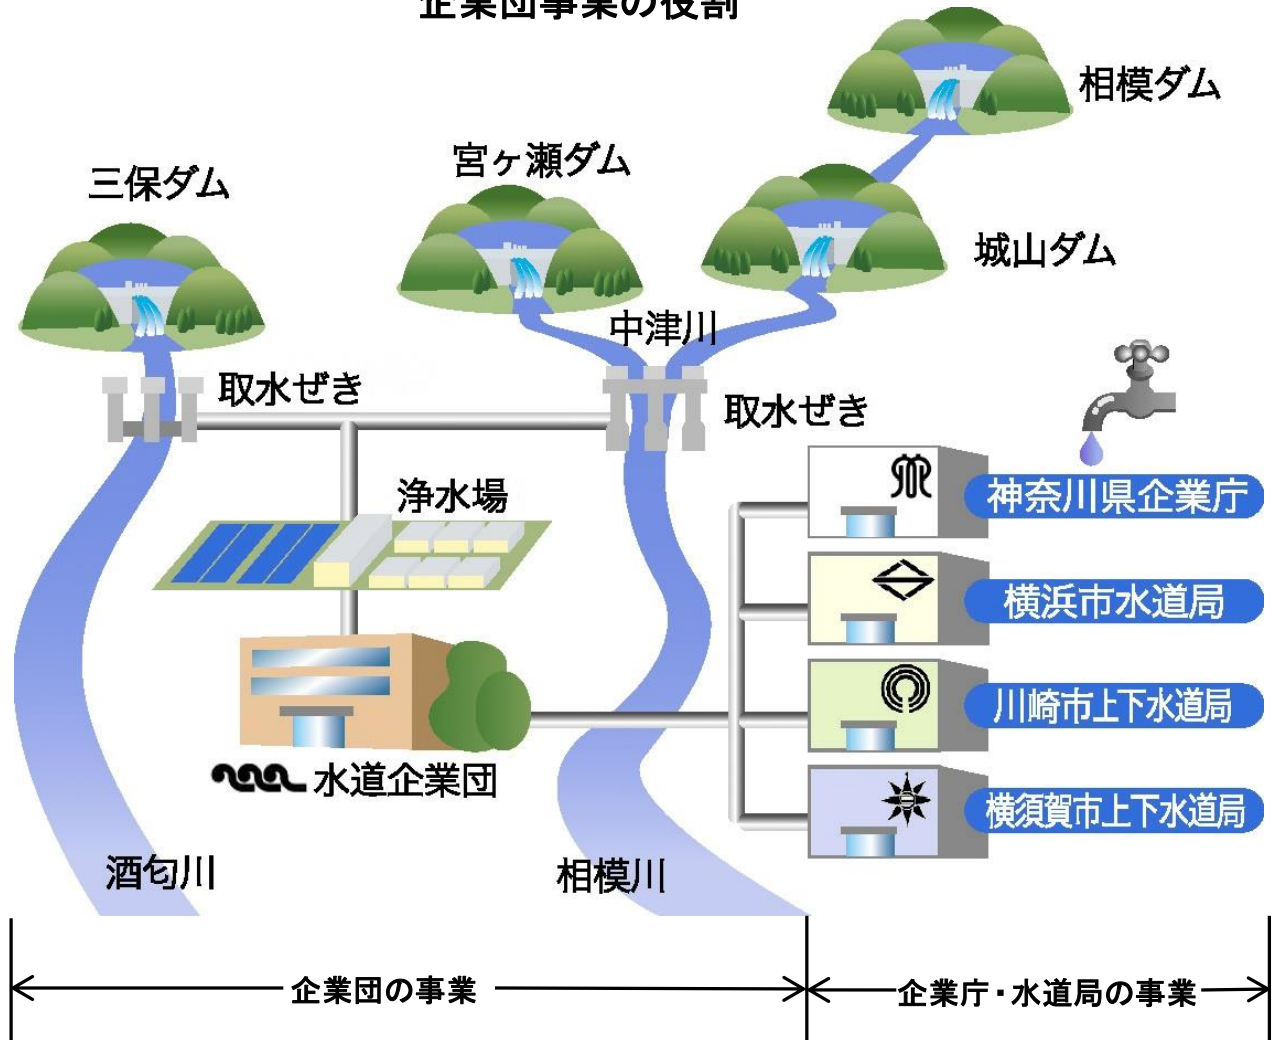 企業団事業の役割
相模ダム
宮ヶ瀬ダム
三保ダム
城山ダム
中津川
取水ぜき
取水ぜき
浄水場
神奈川県企業庁
横浜市水道局
川崎市上下水道局
水道企業団
横須賀市上下水道局
酒匂川
相模川
企業団の事業
企業庁・水道局の事業